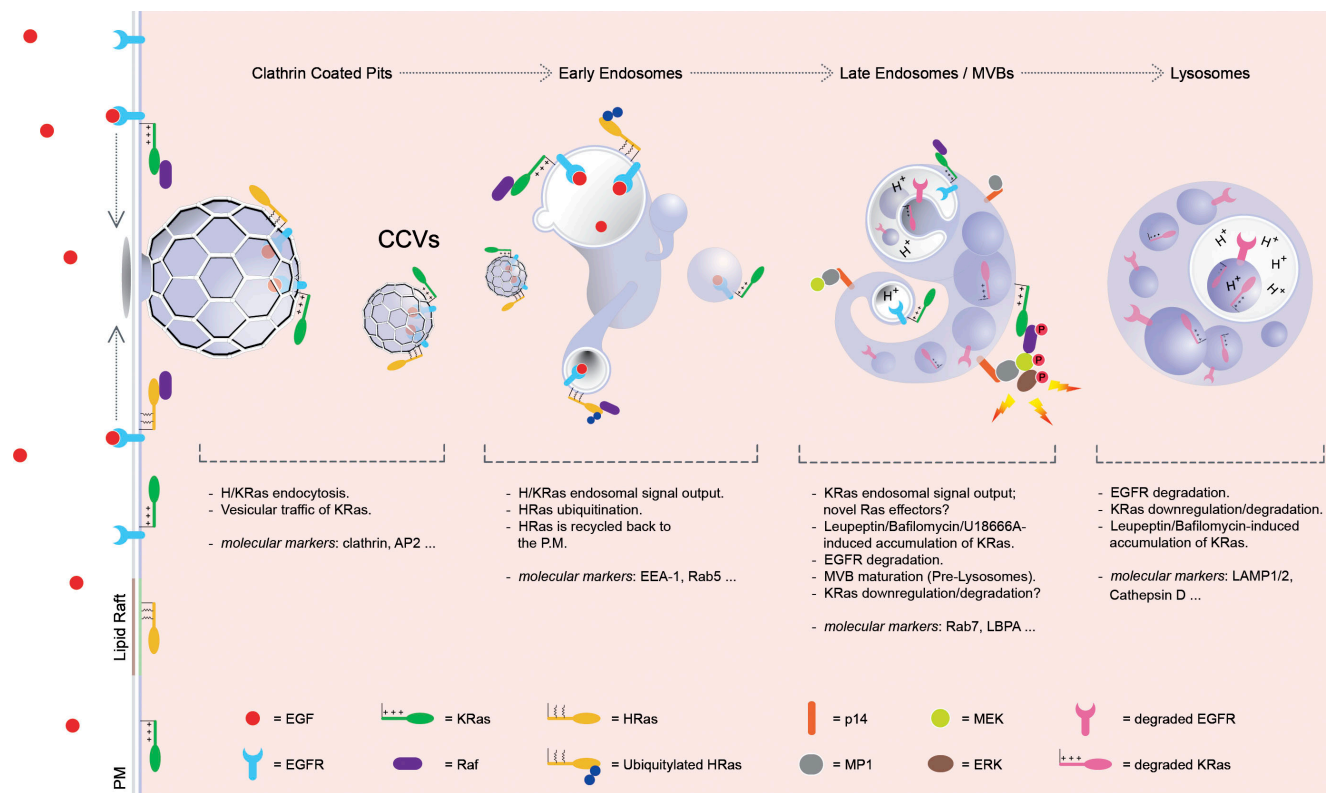 Clathrin Coated Pits
Early Endosomes
Late Endosomes / MVBs
Lysosomes
+++
CCVs
H+
H+
H+
H+
H+
H+
H+
H+
H+
P
P
P
- H/KRas endocytosis.
- Vesicular traffic of KRas.
- molecular markers: clathrin, AP2 ...
- H/KRas endosomal signal output.
- HRas ubiquitination.
- HRas is recycled back to
the P.M.
- molecular markers: EEA-1, Rab5 ...
- KRas endosomal signal output;
novel Ras effectors?
- Leupeptin/Bafilomycin/U18666A-
induced accumulation of KRas.
- EGFR degradation.
- MVB maturation (Pre-Lysosomes).
- KRas downregulation/degradation?
- molecular markers: Rab7, LBPA ...
- EGFR degradation.
- KRas downregulation/degradation.
- Leupeptin/Bafilomycin-induced
accumulation of KRas.
- molecular markers: LAMP1/2,
Cathepsin D ...
Lipid Raft
PM
= EGF
+++
= KRas
= HRas
= p14
= MEK
= degraded EGFR
= EGFR
= Raf
= Ubiquitylated HRas
= MP1
= ERK
+++
= degraded KRas